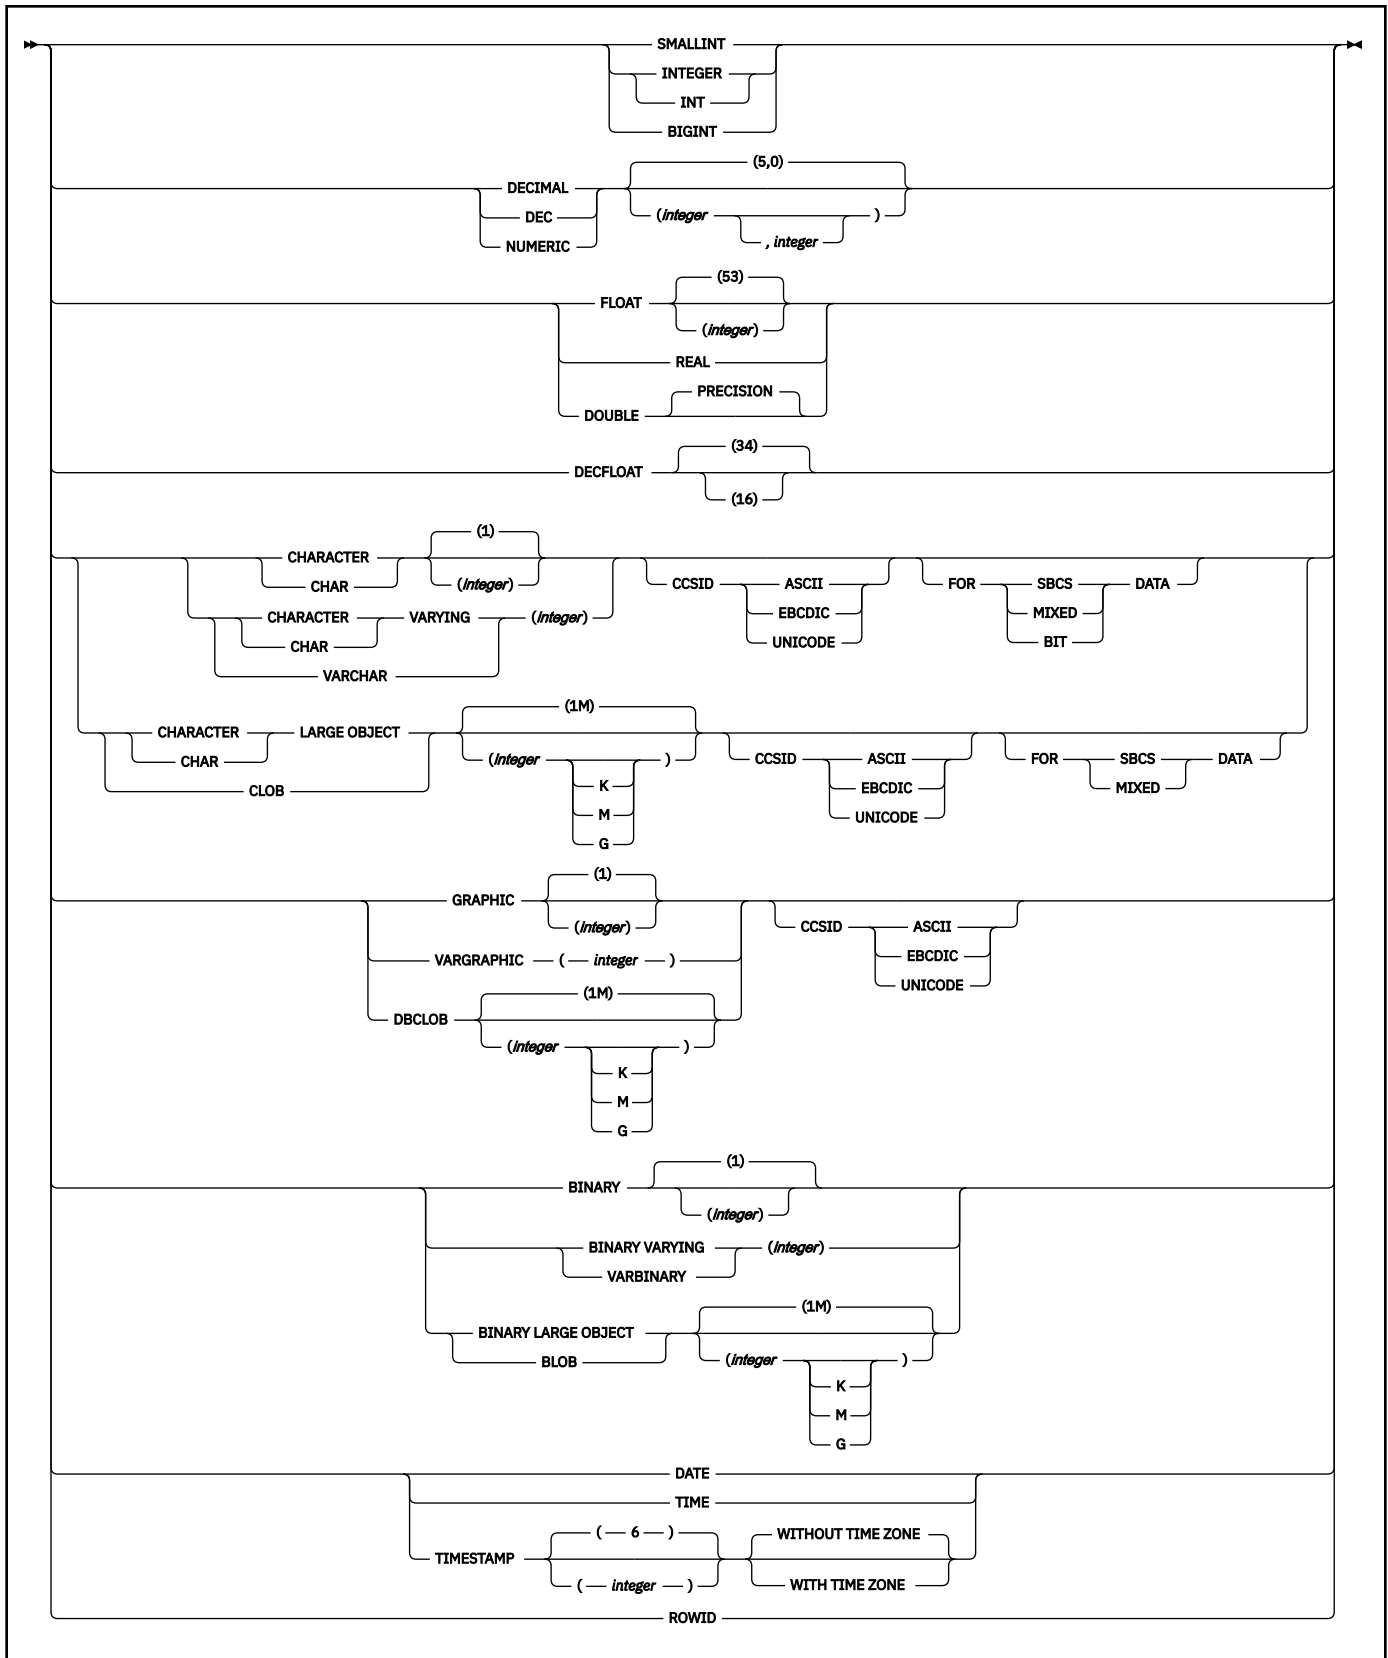 SMALLINT
INTEGER
INT
BIGINT
(5,0)
DECIMAL
DEC (integer )
, integer
NUMERIC
(53)
FLOAT
(integer)
REAL
PRECISION
DOUBLE
(34)
DECFLOAT
(16)
(1)
CHARACTER
CHAR (integer) CCSID ASCII FOR SBCS DATA
CHARACTER VARYING (integer) EBCDIC MIXED
CHAR UNICODE BIT
VARCHAR
(1M)
CHARACTER LARGE OBJECT
CHAR (integer ) CCSID ASCII FOR SBCS DATA
CLOB K EBCDIC MIXED
M UNICODE
G
(1)
GRAPHIC
(integer) CCSID ASCII
VARGRAPHIC ( integer ) EBCDIC
UNICODE
(1M)
DBCLOB
(integer )
K
M
G
(1)
BINARY
(integer)
BINARY VARYING (integer)
VARBINARY
(1M)
BINARY LARGE OBJECT
BLOB (integer )
K
M
G
DATE
TIME
( 6 ) WITHOUT TIME ZONE
TIMESTAMP
( integer ) WITH TIME ZONE
ROWID